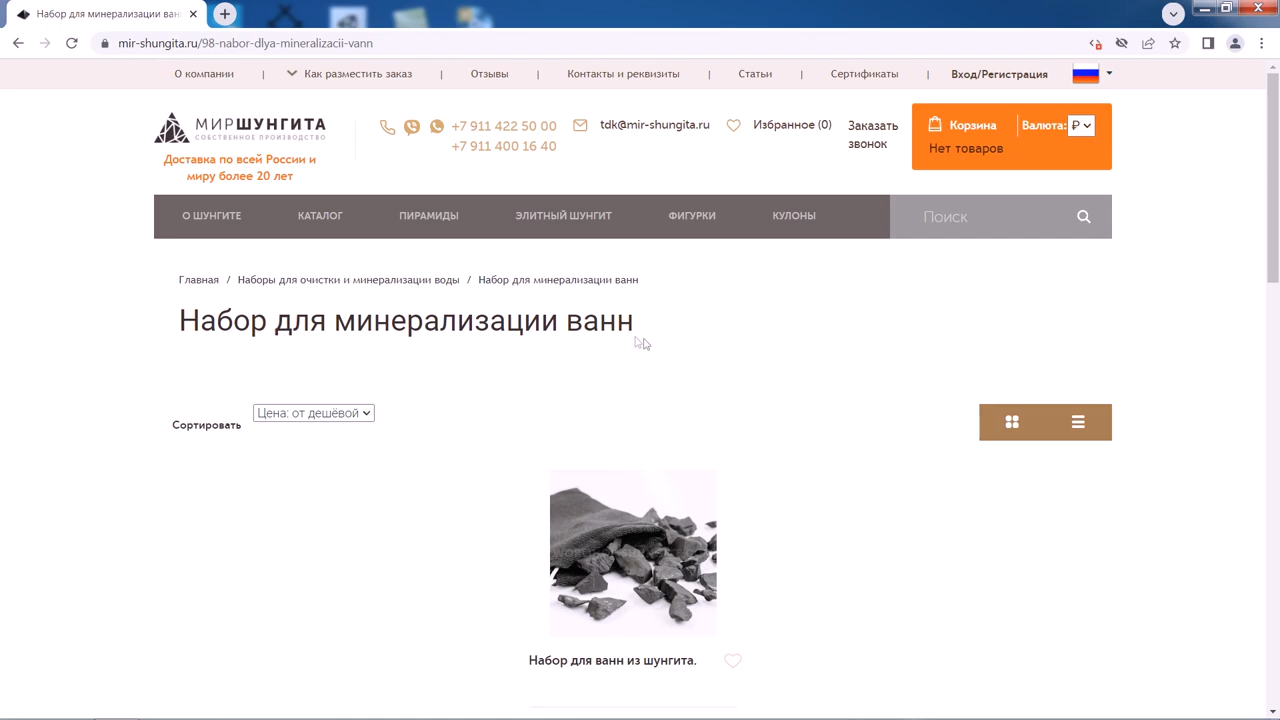 Набор для минерализации ванн
mir-shungita.ru/98-nabor-dlya-mineralizacii-vann
О компании | Как разместить заказ | Отзывы | Контакты и реквизиты | Статьи | Сертификаты | Вход/Регистрация
МИРШУНГИТА
СОБСТВЕННОЕ ПРОИЗВОДСТВО
Доставка по всей России и
миру более 20 лет
+7 911 422 50 00
+7 911 400 16 40
tdk@mir-shungita.ru
Избранное (0)
Заказать
звонок
Корзина
Валюта: ₽
Нет товаров
О ШУНГИТЕ КАТАЛОГ ПИРАМИДЫ ЭЛИТНЫЙ ШУНГИТ ФИГУРКИ КУЛОНЫ
Поиск
Главная / Наборы для очистки и минерализации воды / Набор для минерализации ванн
Набор для минерализации ванн
Сортировать
Цена: от дешёвой
Набор для ванн из шунгита.